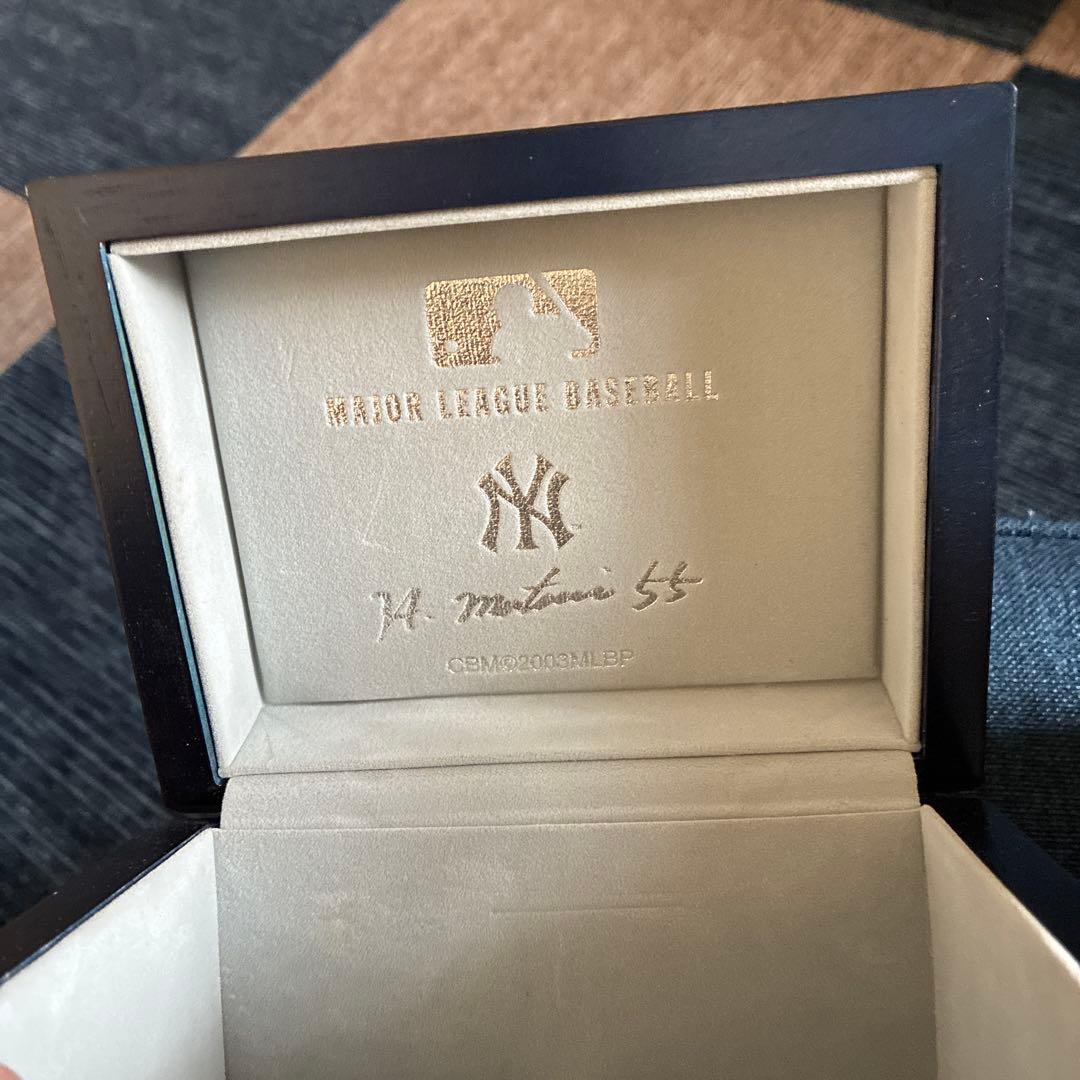 MAJOR LEAGUE BASEBALL
NY
H. Matsui 55
CBM©2003MLBP